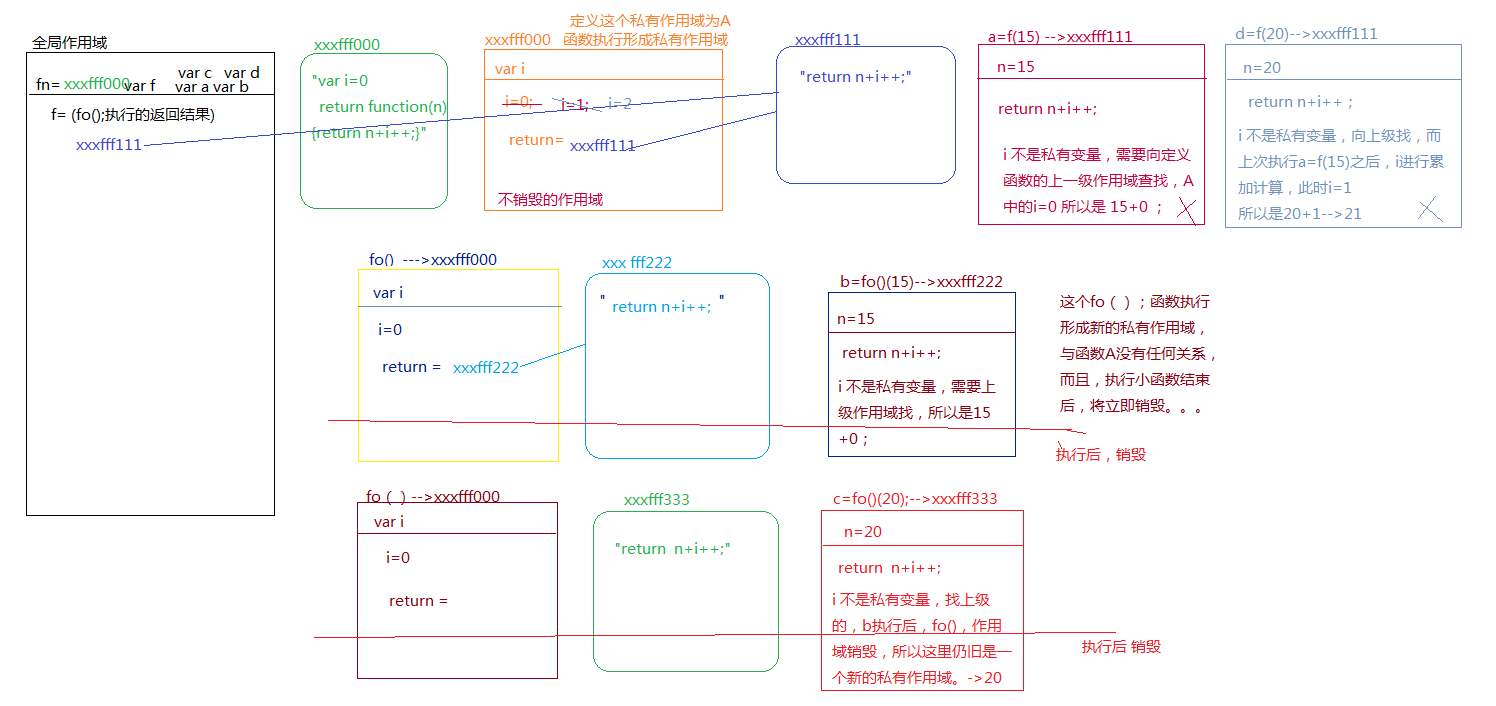 全局作用域
fn= xxxfff000
var f
var c   var d
var a var b
f= (fo();执行的返回结果)
xxxfff111
xxxfff000
"var i=0
return function(n)
{return n+i++;}"
定义这个私有作用域为A
函数执行形成私有作用域
xxxfff000
var i
i=0;   i=1;   i=2
return= xxxfff111
不销毁的作用域
xxxfff111
"return n+i++;"
a=f(15) -->xxxfff111
n=15
return n+i++;
i 不是私有变量，需要向定义
函数的上一级作用域查找，A
中的i=0 所以是 15+0 ；
d=f(20)-->xxxfff111
n=20
return n+i++；
i 不是私有变量，向上级找，而
上次执行a=f(15)之后，i进行累
加计算，此时i=1
所以是20+1-->21
fo()  --->xxxfff000
var i
i=0
return =  xxxfff222
xxx fff222
" return n+i++; "
b=fo()(15)-->xxxfff222
n=15
return n+i++;
i 不是私有变量，需要上
级作用域找，所以是15
+0；
这个fo（ ）；函数执行
形成新的私有作用域，
与函数A没有任何关系，
而且，执行小函数结束
后，将立即销毁。。。
执行后，销毁
fo（ ）-->xxxfff000
var i
i=0
return =
xxxfff333
"return  n+i++;"
c=fo()(20);-->xxxfff333
n=20
return  n+i++;
i 不是私有变量，找上级
的，b执行后，fo()，作用
域销毁，所以这里仍旧是一
个新的私有作用域。->20
执行后 销毁